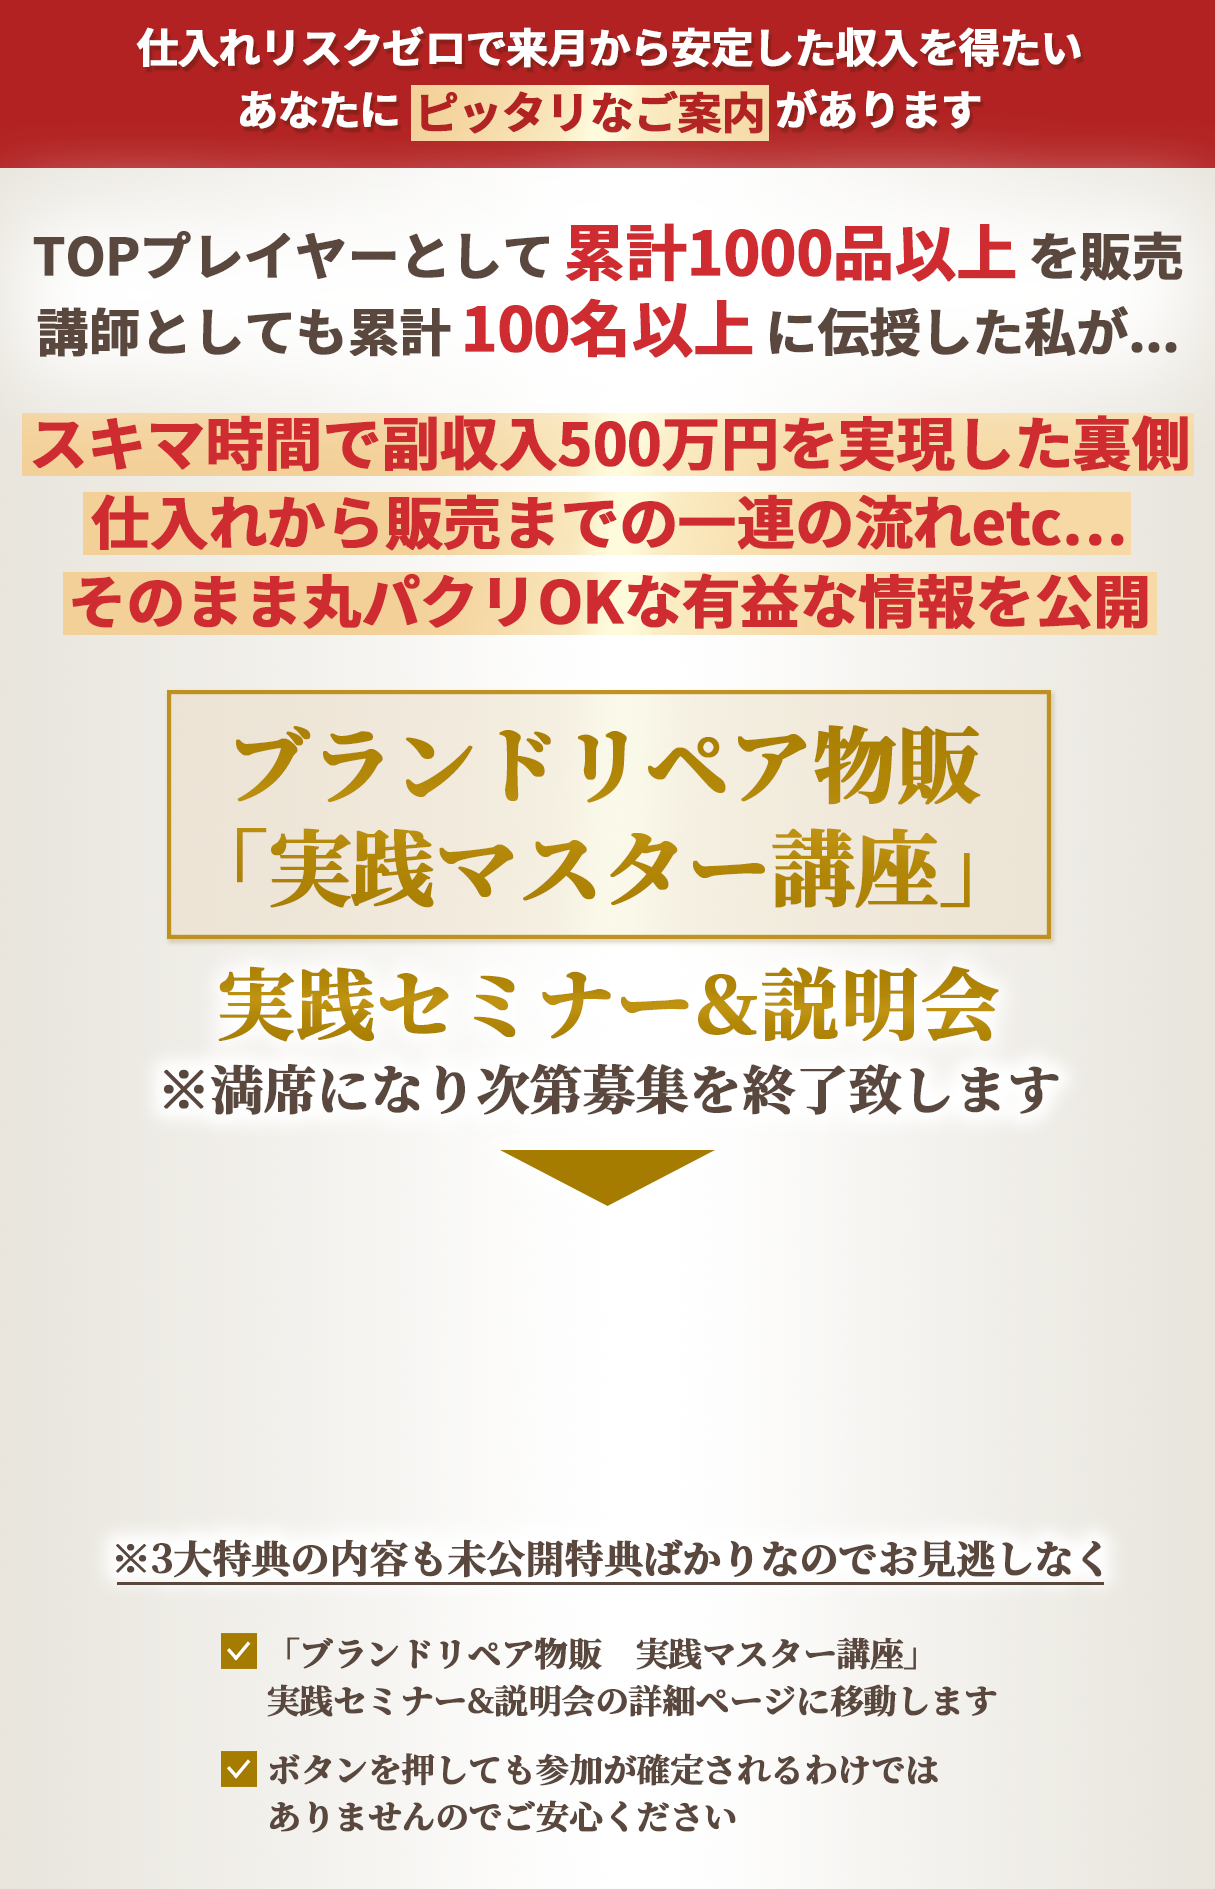 仕入れリスクゼロで来月から安定した収入を得たい
あなたに ピッタリなご案内 があります
TOPプレイヤーとして 累計1000品以上 を販売
講師としても累計 100名以上 に伝授した私が...
スキマ時間で副収入500万円を実現した裏側
仕入れから販売までの一連の流れetc...
そのまま丸パクリOKな有益な情報を公開
ブランドリペア物販
「実践マスター講座」
実践セミナー&説明会
※満席になり次第募集を終了致します
※3大特典の内容も未公開特典ばかりなのでお見逃しなく
「ブランドリペア物販　実践マスター講座」
実践セミナー&説明会の詳細ページに移動します
ボタンを押しても参加が確定されるわけでは
ありませんのでご安心ください